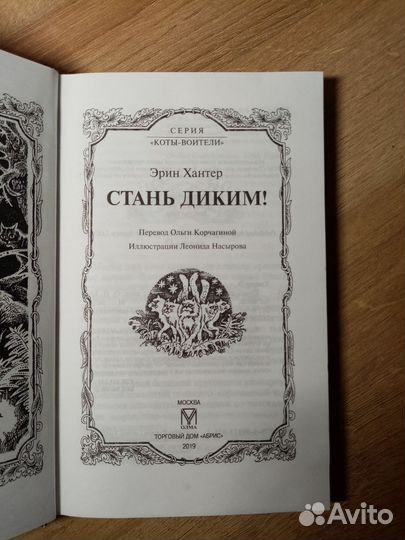 СЕРИЯ
«КОТЫ-ВОИТЕЛИ»
Эрин Хантер
СТАНЬ ДИКИМ!
Перевод Ольги Корчагиной
Иллюстрации Леонида Насырова
МОСКВА
ОЛМА
ТОРГОВЫЙ ДОМ «АБРИС»
2019
Avito